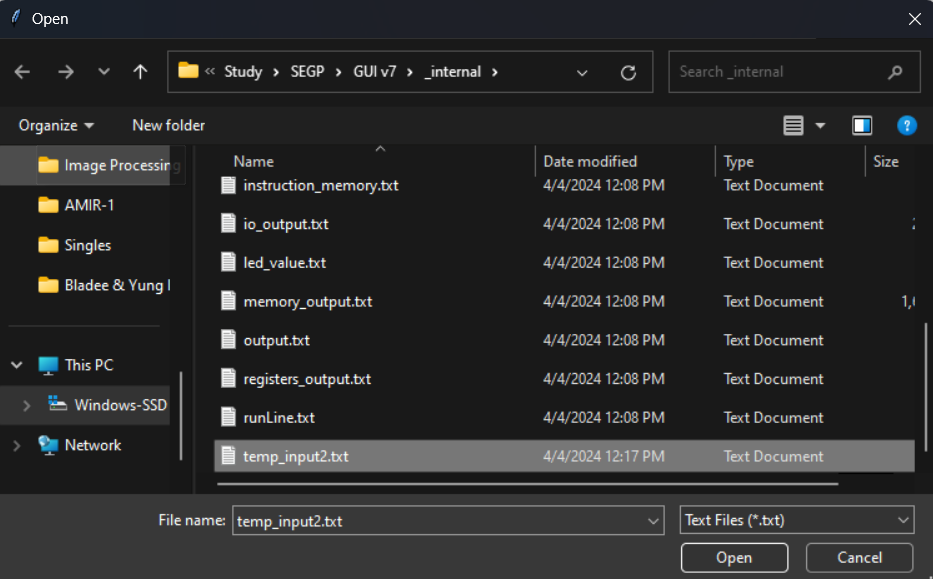 Open
« Study › SEGP › GUI v7 › _internal ›
Search _internal
Organize New folder
?
Name Date modified Type Size
Image Processing
AMIR-1
Singles
Bladee & Yung
This PC
Windows-SSD
Network
instruction_memory.txt 4/4/2024 12:08 PM Text Document
io_output.txt 4/4/2024 12:08 PM Text Document
led_value.txt 4/4/2024 12:08 PM Text Document
memory_output.txt 4/4/2024 12:08 PM Text Document
output.txt 4/4/2024 12:08 PM Text Document
registers_output.txt 4/4/2024 12:08 PM Text Document
runLine.txt 4/4/2024 12:08 PM Text Document
temp_input2.txt 4/4/2024 12:17 PM Text Document
File name: temp_input2.txt Text Files (*.txt)
Open Cancel